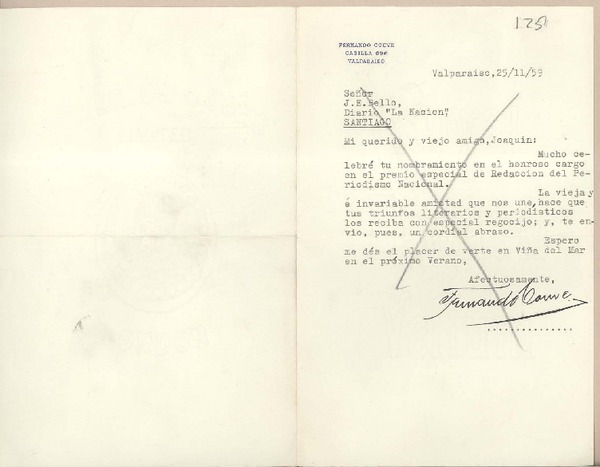 125
FERNANDO COUVE
CASILLA 696
VALPARAISO
Valparaiso,25/11/59
Señor
J.E.Bello,
Diario "La Nacion"
SANTIAGO
Mi querido y viejo amigo,Joaquin:
Mucho ce-
lebré tu nombramiento en el honroso cargo
en el premio especial de Redaccion del Pe-
riodismo Nacional.
La vieja y
é invariable amistad que nos une,hace que
tus triunfos literarios y periodisticos
los reciba con especial regocijo; y, te en-
vio, pues, un cordial abraso.
Espero
me dés el placer de verte en Viña del Mar
en el próximo Verano,
Afectuosamente,
Fernando Couve.
...............